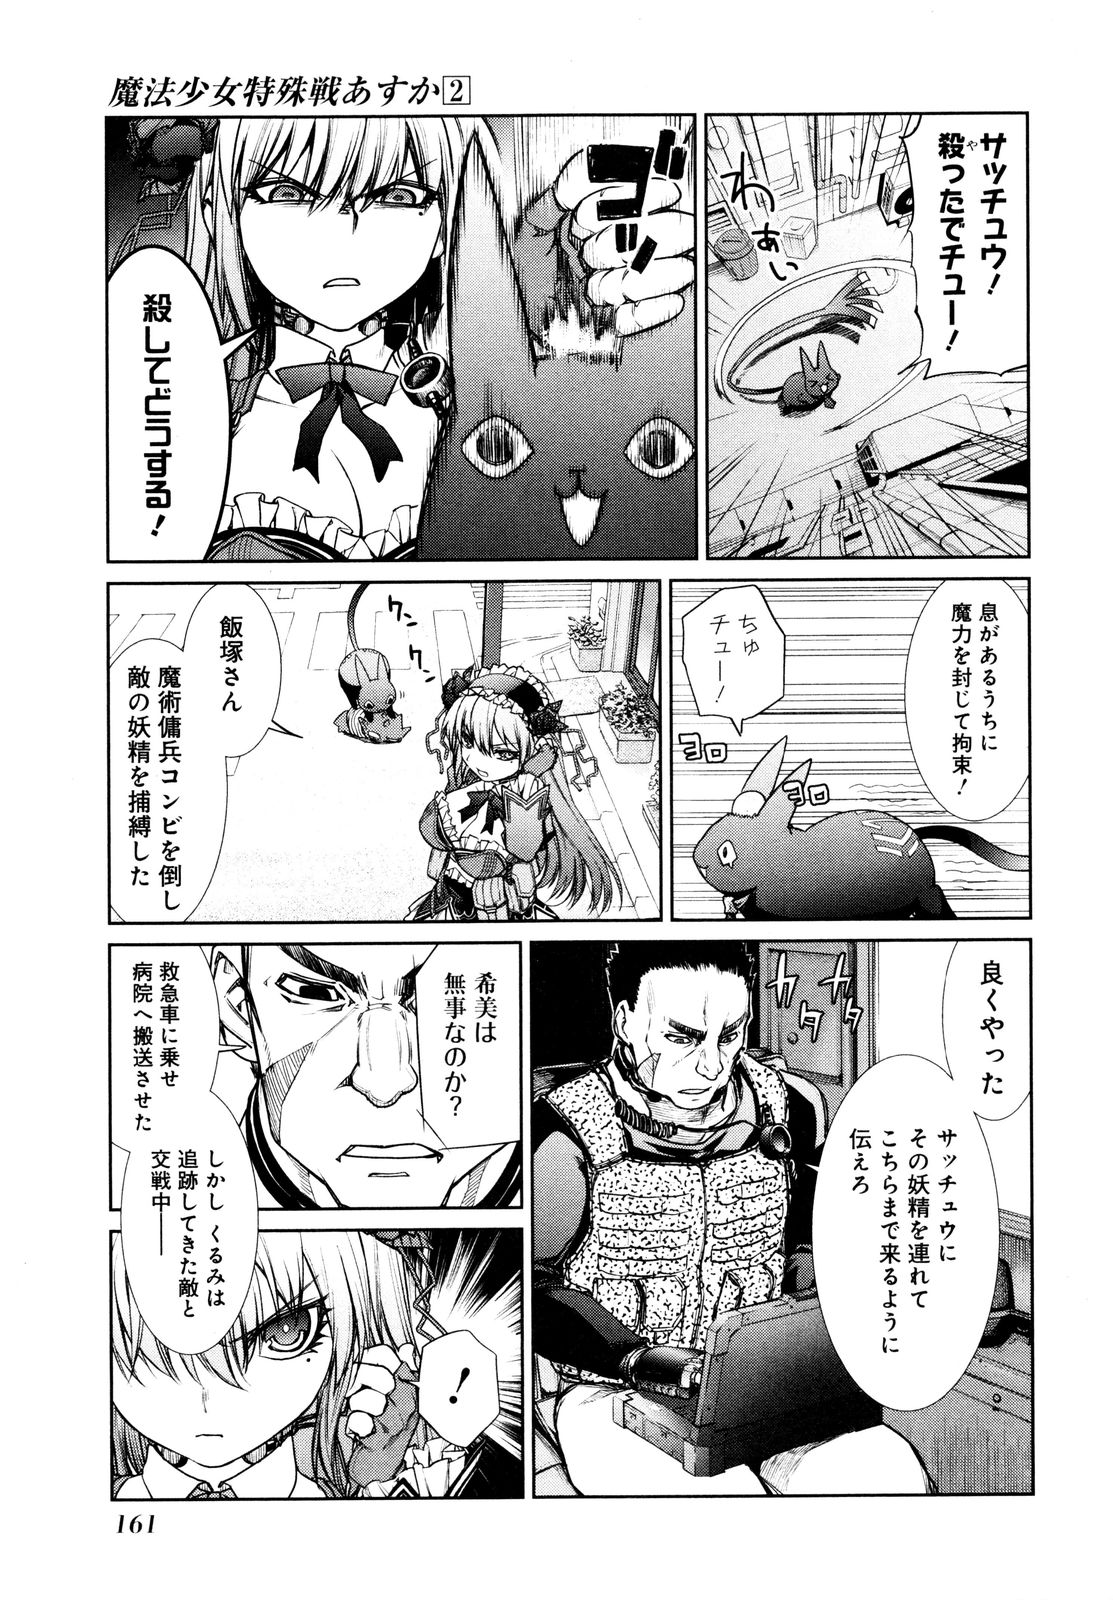 魔法少女特殊戦あすか2
サッチュウ!
殺ったでチュー!
や
わぁい
殺してどうする!
息があるうちに
魔力を封じて拘束!
ちゅ
チュー!
ヨロ
ヨロ
クン
クン
飯塚さん
魔術傭兵コンビを倒し
敵の妖精を捕縛した
良くやった
サッチュウに
その妖精を連れて
こちらまで来るように
伝えろ
カタ
カタ
希美は
無事なのか?
救急車に乗せ
病院へ搬送させた
しかし くるみは
追跡してきた敵と
交戦中――
!
161